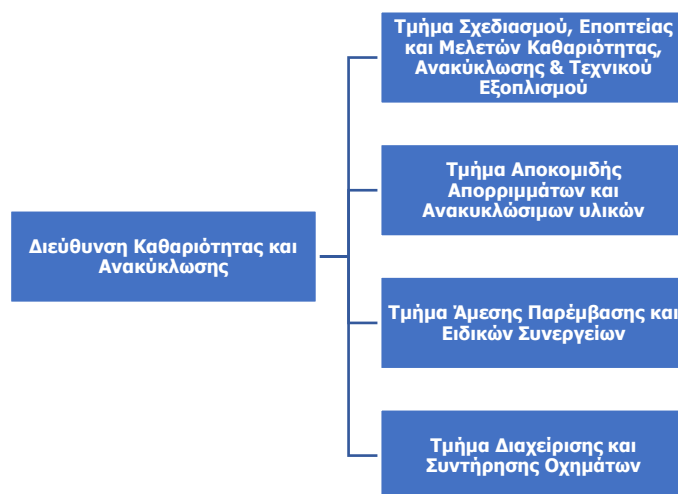 Τμήμα Σχεδιασμού, Εποπτείας
και Μελετών Καθαριότητας,
Ανακύκλωσης & Τεχνικού
Εξοπλισμού
Τμήμα Αποκομιδής
Απορριμμάτων και
Ανακυκλώσιμων υλικών
Διεύθυνση Καθαριότητας και
Ανακύκλωσης
Τμήμα Άμεσης Παρέμβασης και
Ειδικών Συνεργείων
Τμήμα Διαχείρισης και
Συντήρησης Οχημάτων